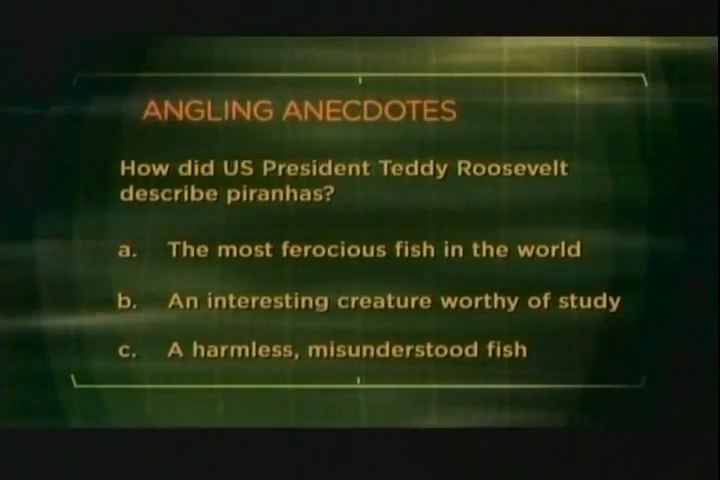 ANGLING ANECDOTES
How did US President Teddy Roosevelt
describe piranhas?
a. The most ferocious fish in the world
b. An interesting creature worthy of study
c. A harmless, misunderstood fish